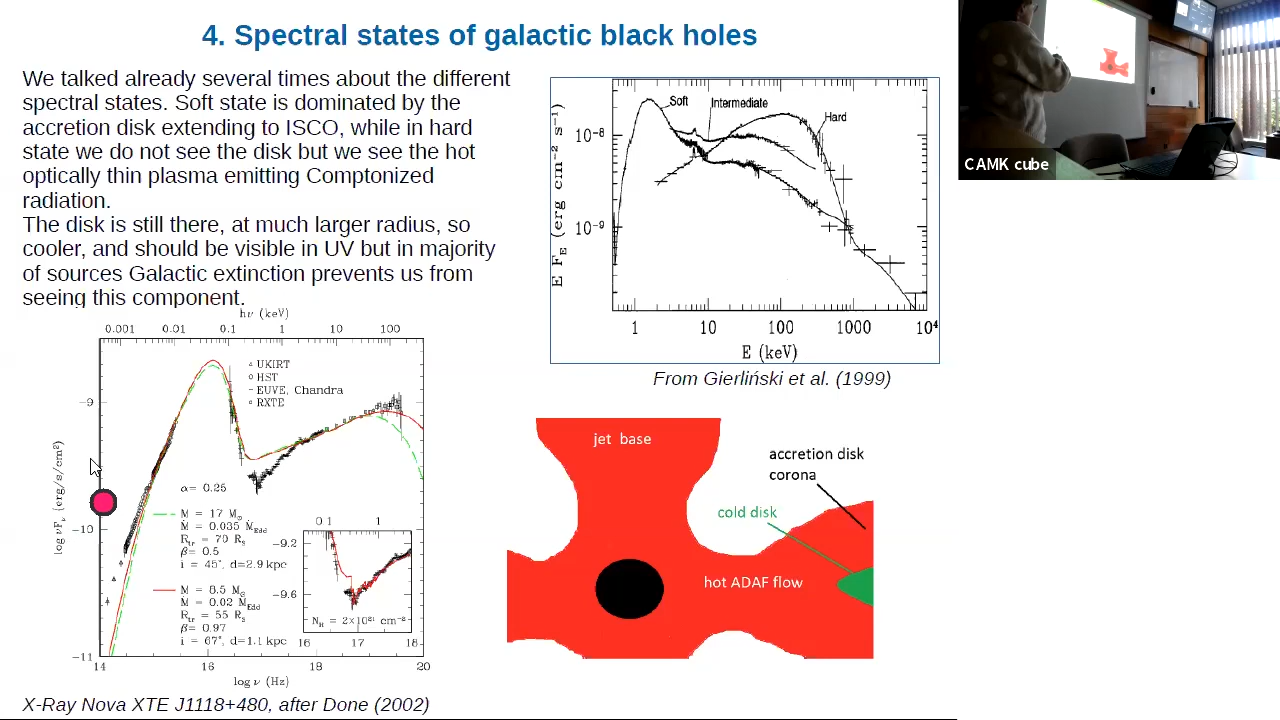 4. Spectral states of galactic black holes
We talked already several times about the different
spectral states. Soft state is dominated by the
accretion disk extending to ISCO, while in hard
state we do not see the disk but we see the hot
optically thin plasma emitting Comptonized
radiation.
The disk is still there, at much larger radius, so
cooler, and should be visible in UV but in majority
of sources Galactic extinction prevents us from
seeing this component.
CAMK cube
Soft
Intermediate
Hard
10⁻⁸
10⁻⁹
E F_E (erg cm⁻² s⁻¹)
1 10 100 1000 10⁴
E (keV)
From Gierliński et al. (1999)
hν (keV)
0.001 0.01 0.1 1 10 100
▵ UKIRT
○ HST
– EUVE, Chandra
○ RXTE
-9
-10
-11
log νF_ν (erg/s/cm²)
α= 0.25
M = 17 M_⊙
Ṁ = 0.035 Ṁ_Edd
R_tr = 70 R_s
β= 0.5
i = 45°, d=2.9 kpc
M = 8.5 M_⊙
Ṁ = 0.02 Ṁ_Edd
R_tr = 55 R_s
β= 0.97
i = 67°, d=1.1 kpc
0.1 1
-9.2
-9.6
N_H = 2×10²¹ cm⁻²
16 17 18
14 16 18 20
log ν (Hz)
X-Ray Nova XTE J1118+480, after Done (2002)
jet base
accretion disk
corona
cold disk
hot ADAF flow